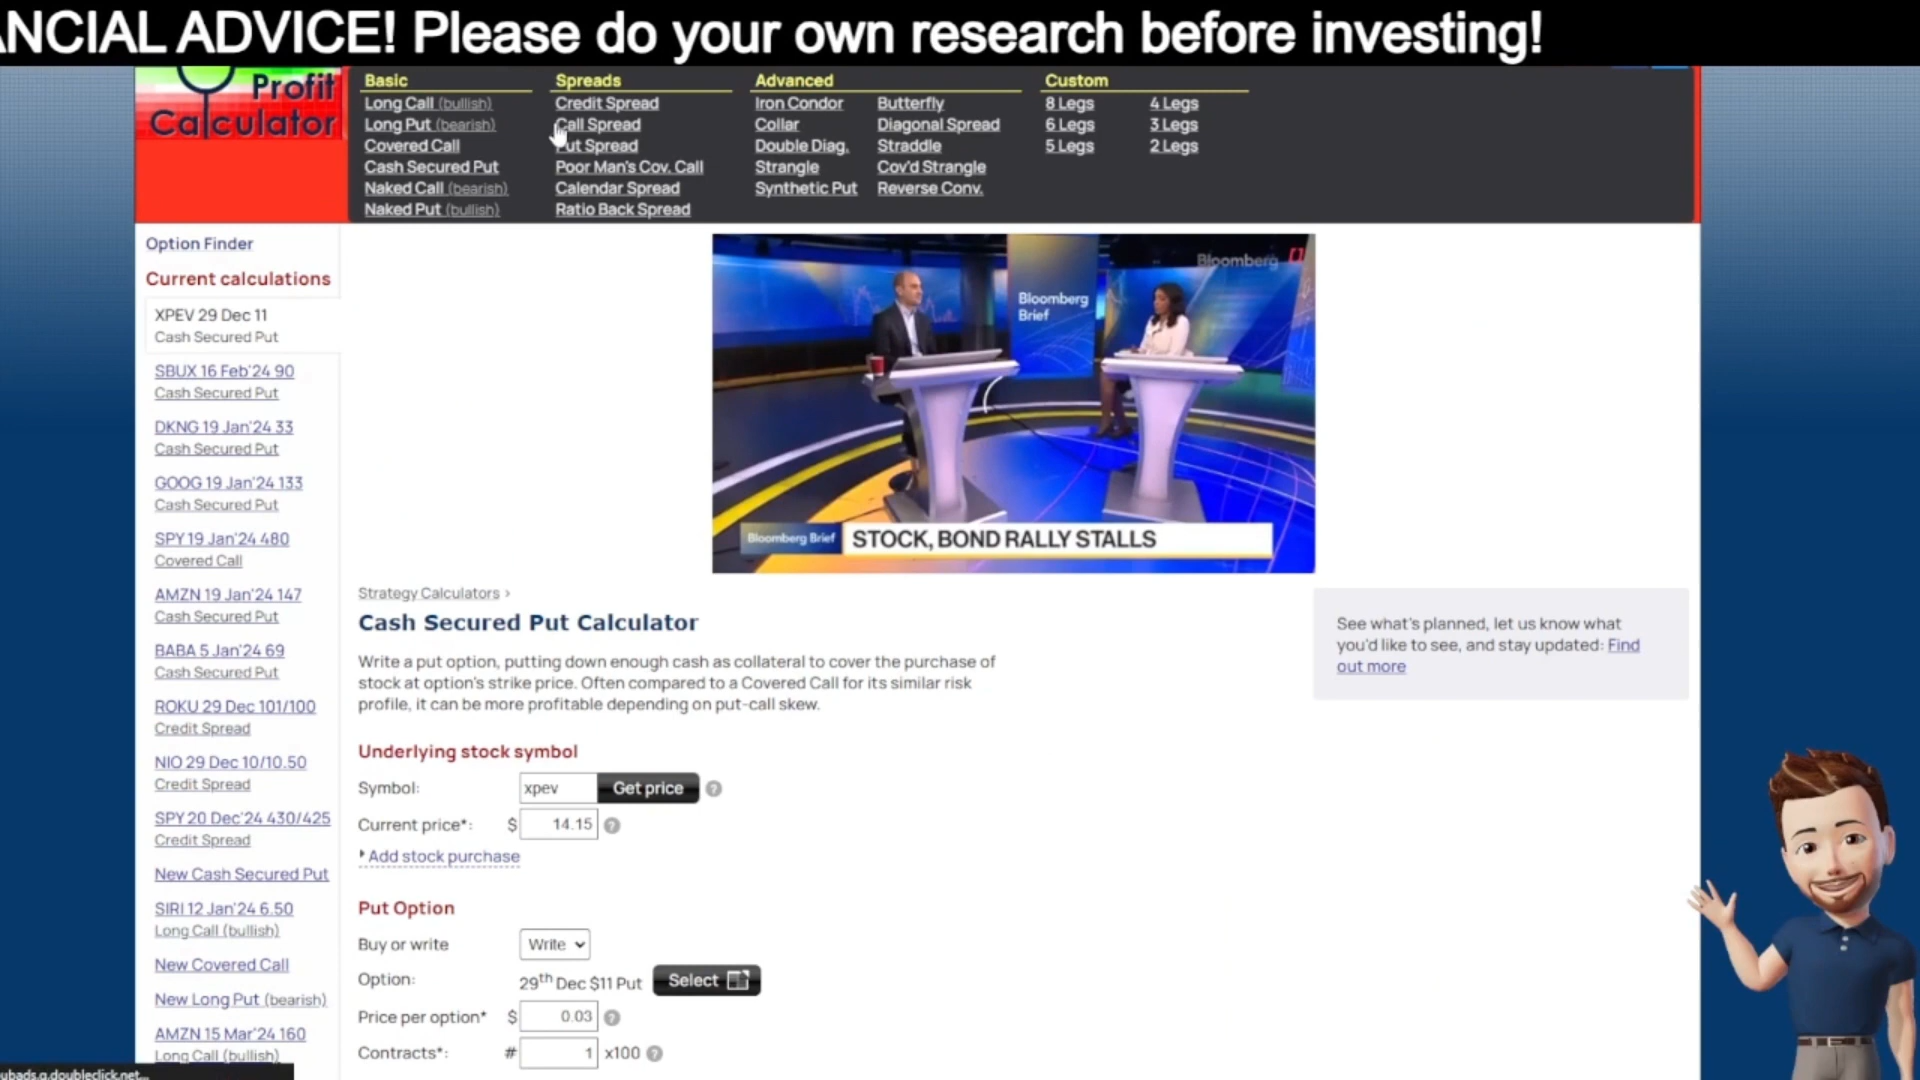 ANCIAL ADVICE! Please do your own research before investing!
Profit
Calculator
Basic
Long Call (bullish)
Long Put (bearish)
Covered Call
Cash Secured Put
Naked Call (bearish)
Naked Put (bullish)
Spreads
Credit Spread
Call Spread
Put Spread
Poor Man's Cov. Call
Calendar Spread
Ratio Back Spread
Advanced
Iron Condor Butterfly
Collar Diagonal Spread
Double Diag. Straddle
Strangle Cov'd Strangle
Synthetic Put Reverse Conv.
Custom
8 Legs 4 Legs
6 Legs 3 Legs
5 Legs 2 Legs
Option Finder
Current calculations
XPEV 29 Dec 11
Cash Secured Put
SBUX 16 Feb'24 90
Cash Secured Put
DKNG 19 Jan'24 33
Cash Secured Put
GOOG 19 Jan'24 133
Cash Secured Put
SPY 19 Jan'24 480
Covered Call
AMZN 19 Jan'24 147
Cash Secured Put
BABA 5 Jan'24 69
Cash Secured Put
ROKU 29 Dec 101/100
Credit Spread
NIO 29 Dec 10/10.50
Credit Spread
SPY 20 Dec'24 430/425
Credit Spread
New Cash Secured Put
SIRI 12 Jan'24 6.50
Long Call (bullish)
New Covered Call
New Long Put (bearish)
AMZN 15 Mar'24 160
Long Call (bullish)
ubads.g.doubleclick.net...
Bloomberg
Bloomberg
Brief
Bloomberg Brief STOCK, BOND RALLY STALLS
Strategy Calculators >
Cash Secured Put Calculator
Write a put option, putting down enough cash as collateral to cover the purchase of
stock at option's strike price. Often compared to a Covered Call for its similar risk
profile, it can be more profitable depending on put-call skew.
Underlying stock symbol
Symbol: xpev Get price ?
Current price*: $ 14.15 ?
Add stock purchase
Put Option
Buy or write Write
Option: 29th Dec $11 Put Select
Price per option* $ 0.03 ?
Contracts*: # 1 x100 ?
See what's planned, let us know what
you'd like to see, and stay updated: Find
out more